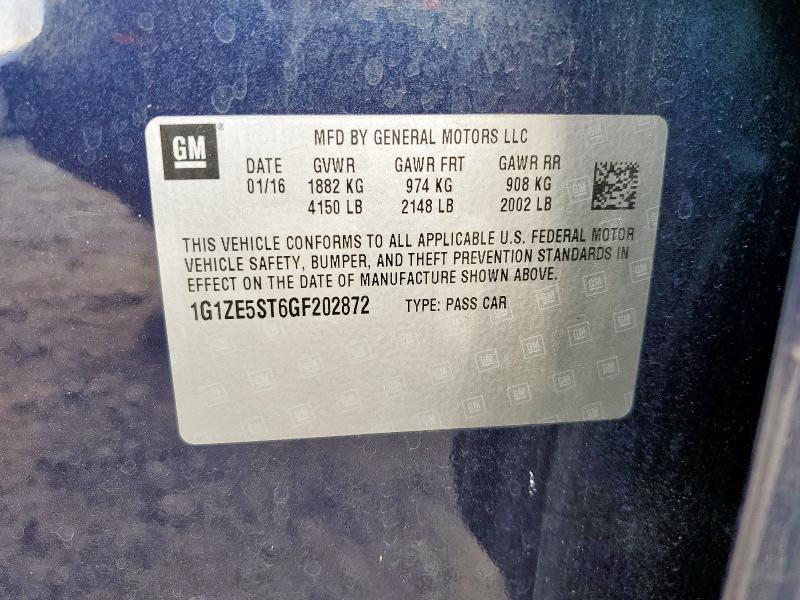 GM
MFD BY GENERAL MOTORS LLC
DATE GVWR GAWR FRT GAWR RR
01/16 1882 KG 974 KG 908 KG
4150 LB 2148 LB 2002 LB
THIS VEHICLE CONFORMS TO ALL APPLICABLE U.S. FEDERAL MOTOR
VEHICLE SAFETY, BUMPER, AND THEFT PREVENTION STANDARDS IN
EFFECT ON THE DATE OF MANUFACTURE SHOWN ABOVE.
1G1ZE5ST6GF202872 TYPE: PASS CAR